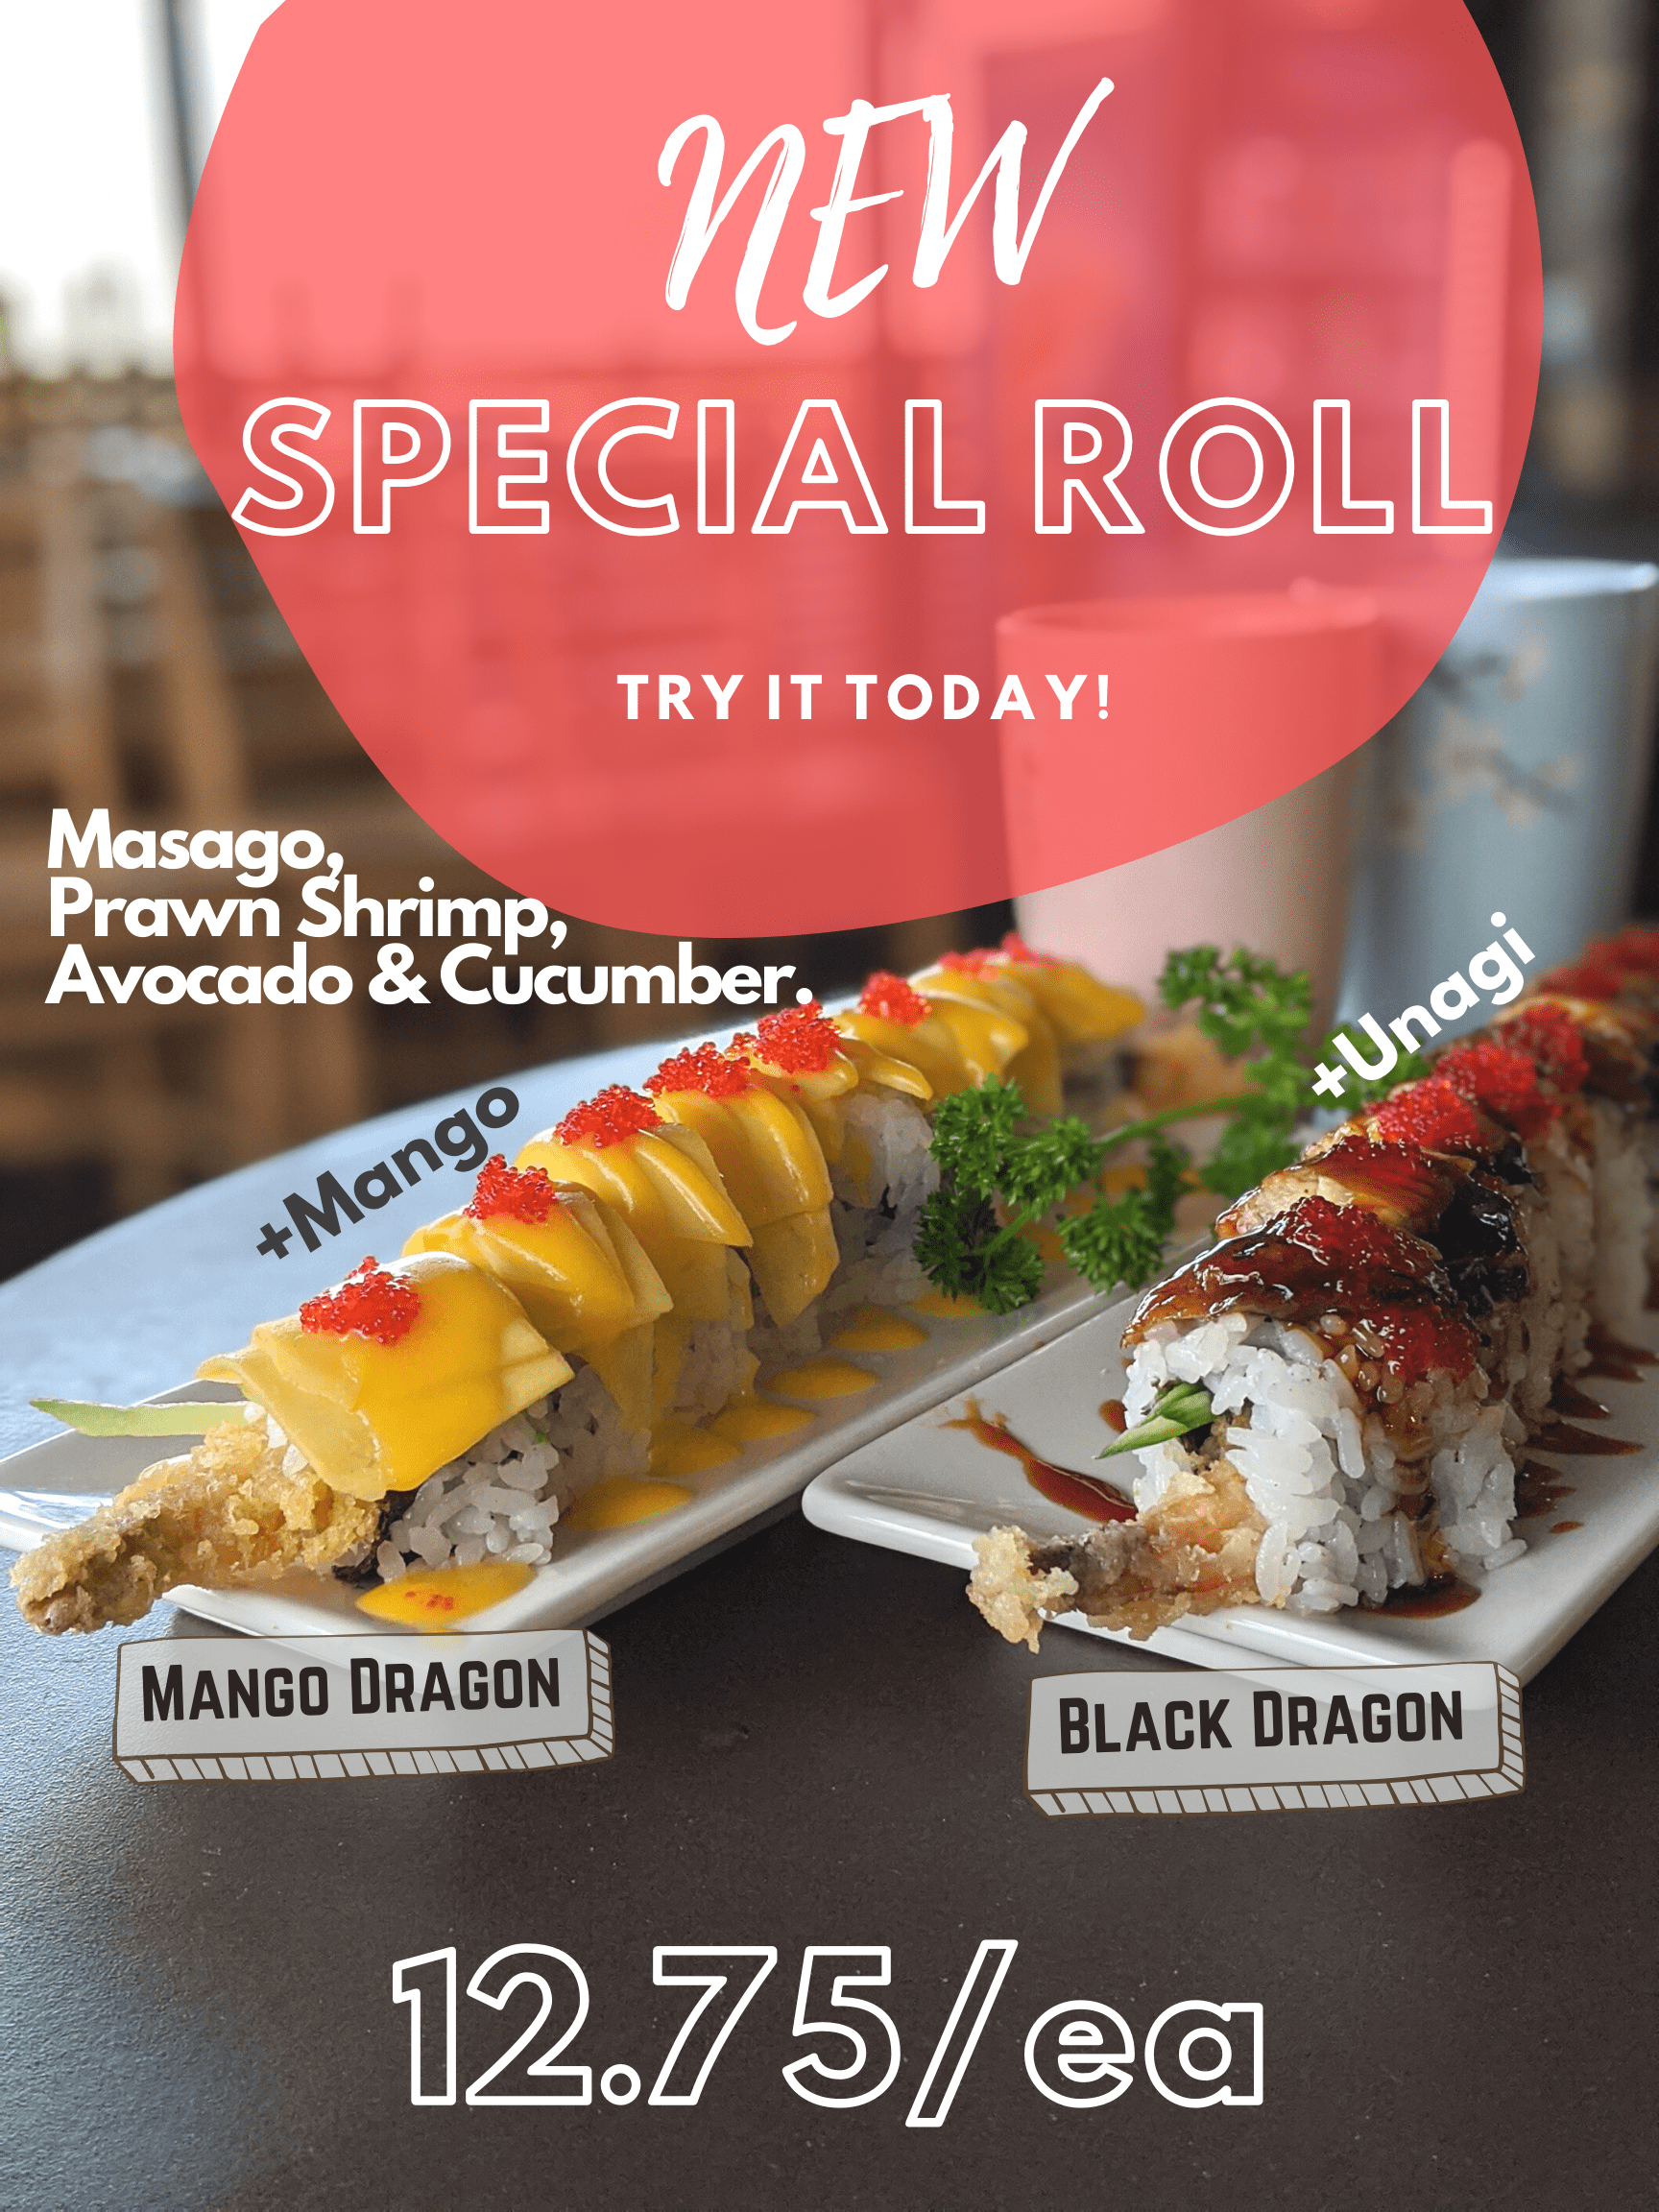 NEW
SPECIAL ROLL
TRY IT TODAY!
Masago,
Prawn Shrimp,
Avocado & Cucumber.
+Mango
+Unagi
MANGO DRAGON
BLACK DRAGON
12.75/ea